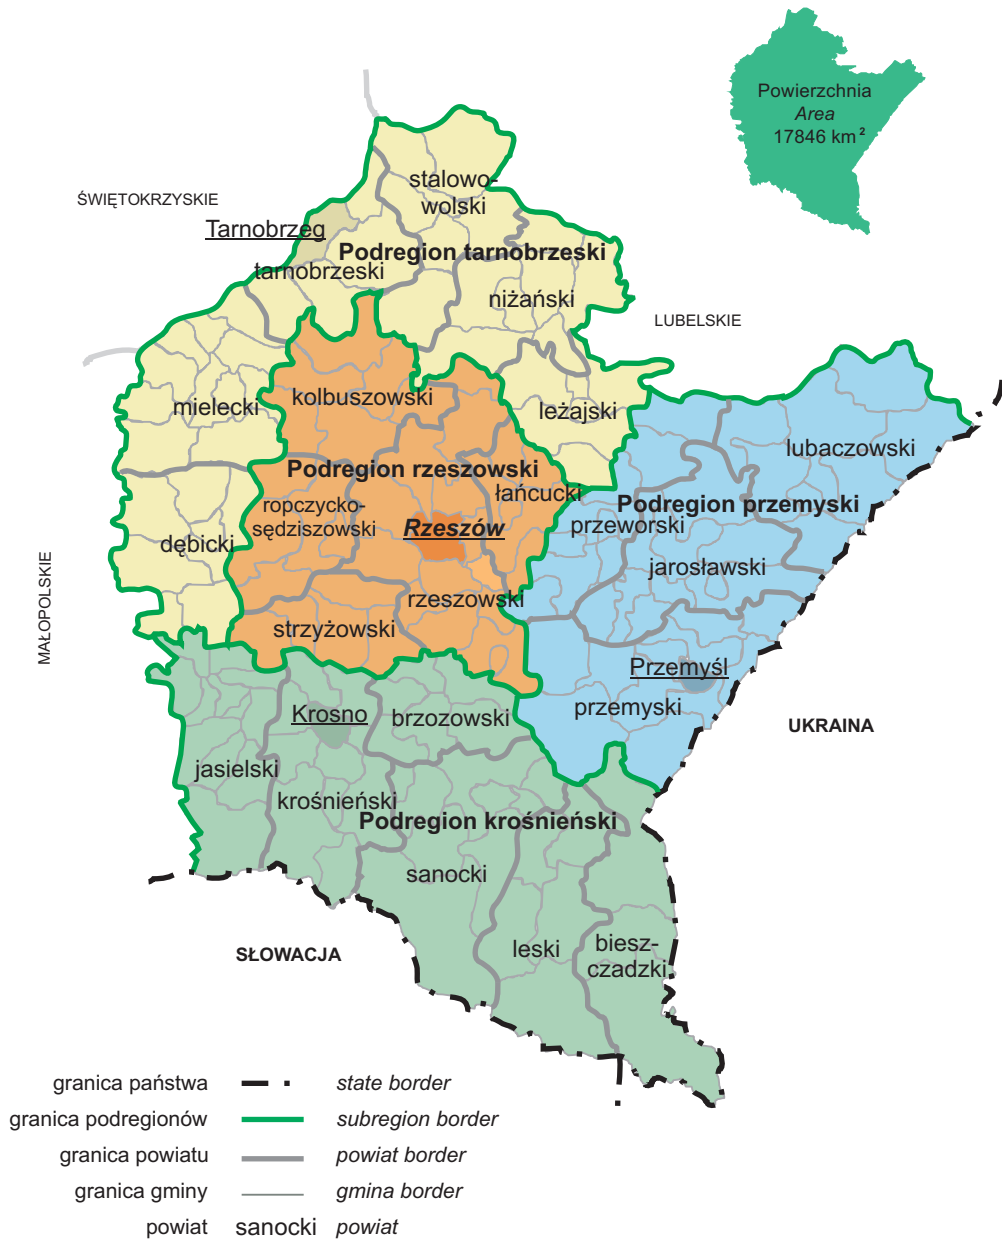 Powierzchnia
Area
17846 km²
ŚWIĘTOKRZYSKIE
stalowo-
wolski
Tarnobrzeg
Podregion tarnobrzeski
tarnobrzeski
niżański
LUBELSKIE
mielecki
kolbuszowski
leżajski
lubaczowski
Podregion rzeszowski
łańcucki
ropczycko-
sędziszowski
Rzeszów
Podregion przemyski
przeworski
dębicki
jarosławski
MAŁOPOLSKIE
rzeszowski
strzyżowski
Przemyśl
przemyski
Krosno
brzozowski
UKRAINA
jasielski
krośnieński
Podregion krośnieński
sanocki
SŁOWACJA
leski
biesz-
czadzki
granica państwa state border
granica podregionów subregion border
granica powiatu powiat border
granica gminy gmina border
powiat sanocki powiat